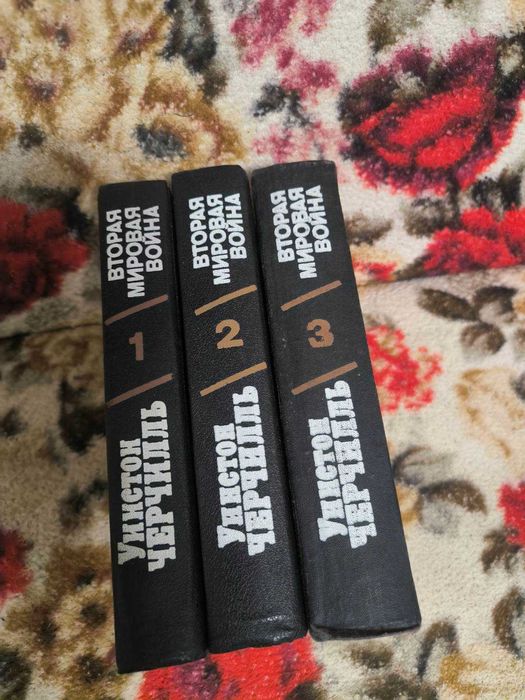 ВТОРАЯ
МИРОВАЯ
ВОЙНА
1
Уинстон
ЧЕРЧИЛЛЬ
ВТОРАЯ
МИРОВАЯ
ВОЙНА
2
Уинстон
ЧЕРЧИЛЛЬ
ВТОРАЯ
МИРОВАЯ
ВОЙНА
3
Уинстон
ЧЕРЧИЛЛЬ